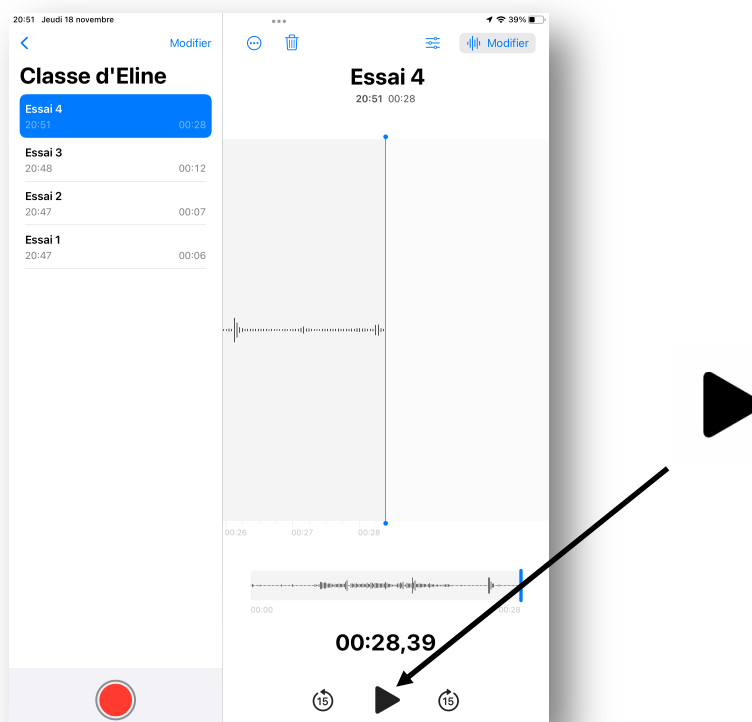 20:51 Jeudi 18 novembre
39%
Modifier
Modifier
Classe d'Eline
Essai 4
20:51 00:28
Essai 3
20:48 00:12
Essai 2
20:47 00:07
Essai 1
20:47 00:06
Essai 4
20:51 00:28
00:26 00:27 00:28
00:00 00:28
00:28,39
15 15